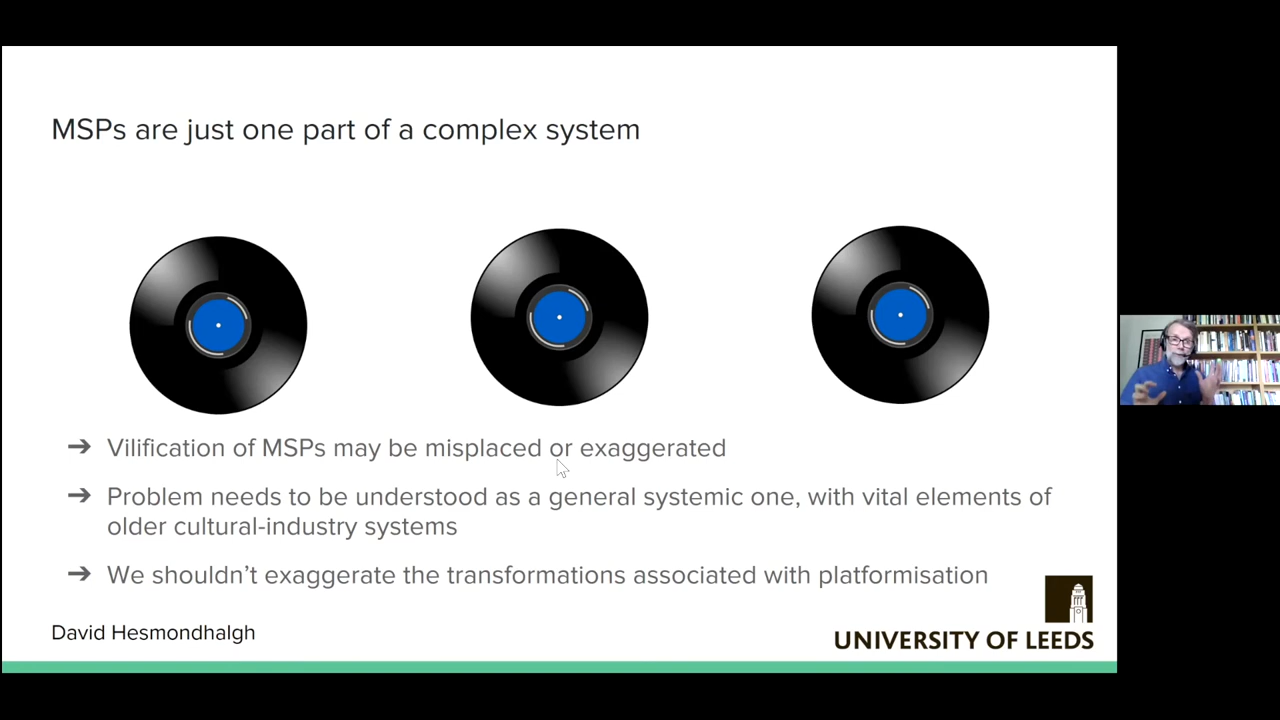 MSPs are just one part of a complex system
➔ Vilification of MSPs may be misplaced or exaggerated
➔ Problem needs to be understood as a general systemic one, with vital elements of
older cultural-industry systems
➔ We shouldn’t exaggerate the transformations associated with platformisation
David Hesmondhalgh
UNIVERSITY OF LEEDS